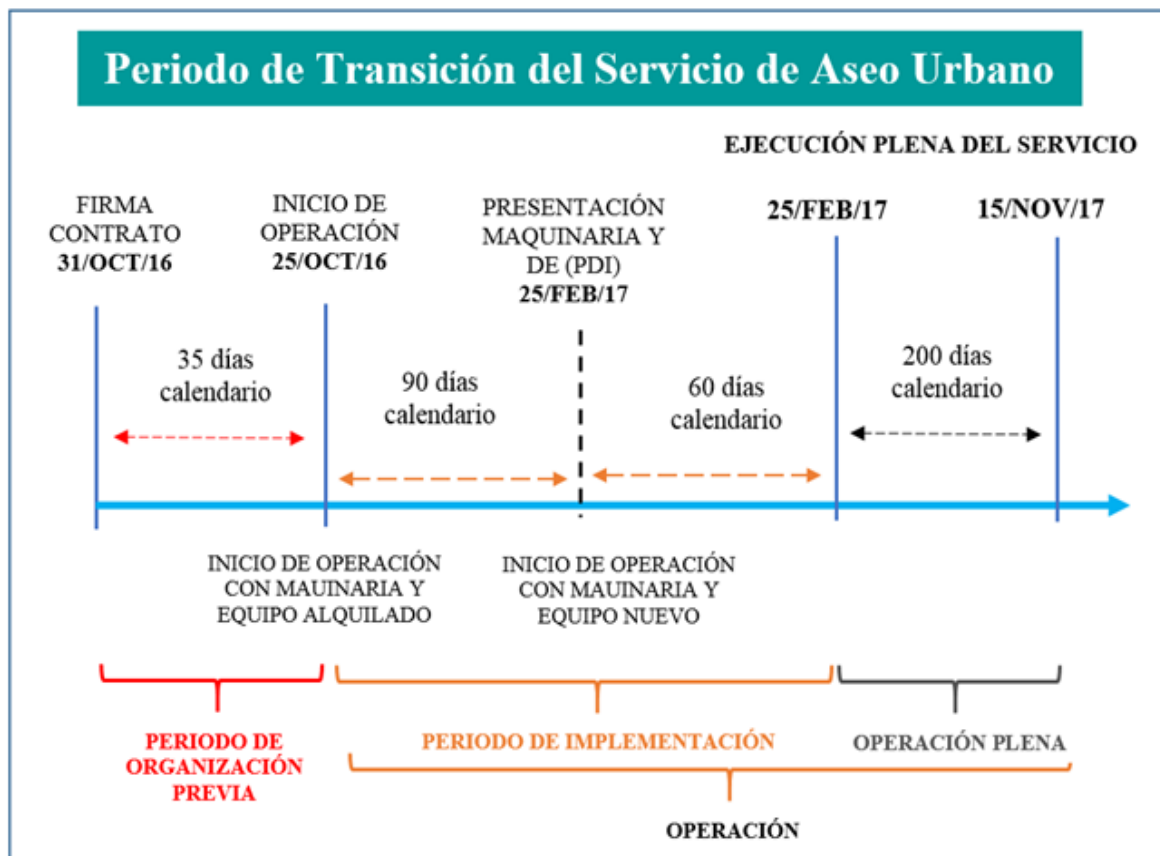 Periodo de Transición del Servicio de Aseo Urbano
EJECUCIÓN PLENA DEL SERVICIO
FIRMA
CONTRATO
31/OCT/16
INICIO DE
OPERACIÓN
25/OCT/16
PRESENTACIÓN
MAQUINARIA Y
DE (PDI)
25/FEB/17
25/FEB/17
15/NOV/17
35 días
calendario
90 días
calendario
60 días
calendario
200 días
calendario
INICIO DE OPERACIÓN
CON MAUINARIA Y
EQUIPO ALQUILADO
INICIO DE OPERACIÓN
CON MAUINARIA Y
EQUIPO NUEVO
PERIODO DE
ORGANIZACIÓN
PREVIA
PERIODO DE IMPLEMENTACIÓN
OPERACIÓN PLENA
OPERACIÓN